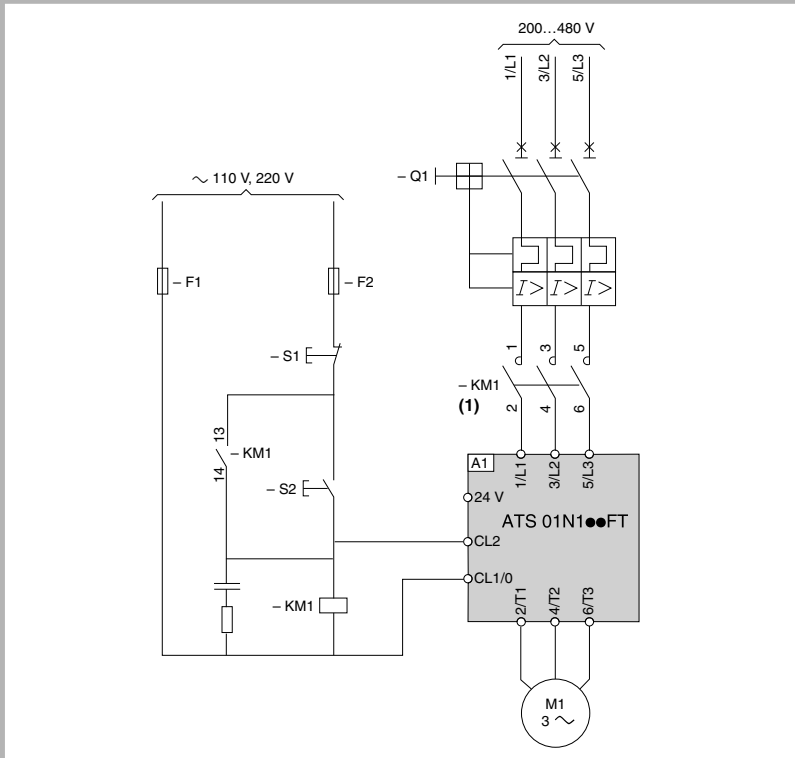 200…480 V
1/L1
3/L2
5/L3
– Q1
∼ 110 V, 220 V
– F1
– F2
I > I > I >
– S1
1
3
5
– KM1
(1)
2
4
6
13
14
– KM1
A1
1/L1
3/L2
5/L3
– S2
24 V
ATS 01N1●●FT
CL2
CL1/0
– KM1
2/T1
4/T2
6/T3
M1
3 ∼